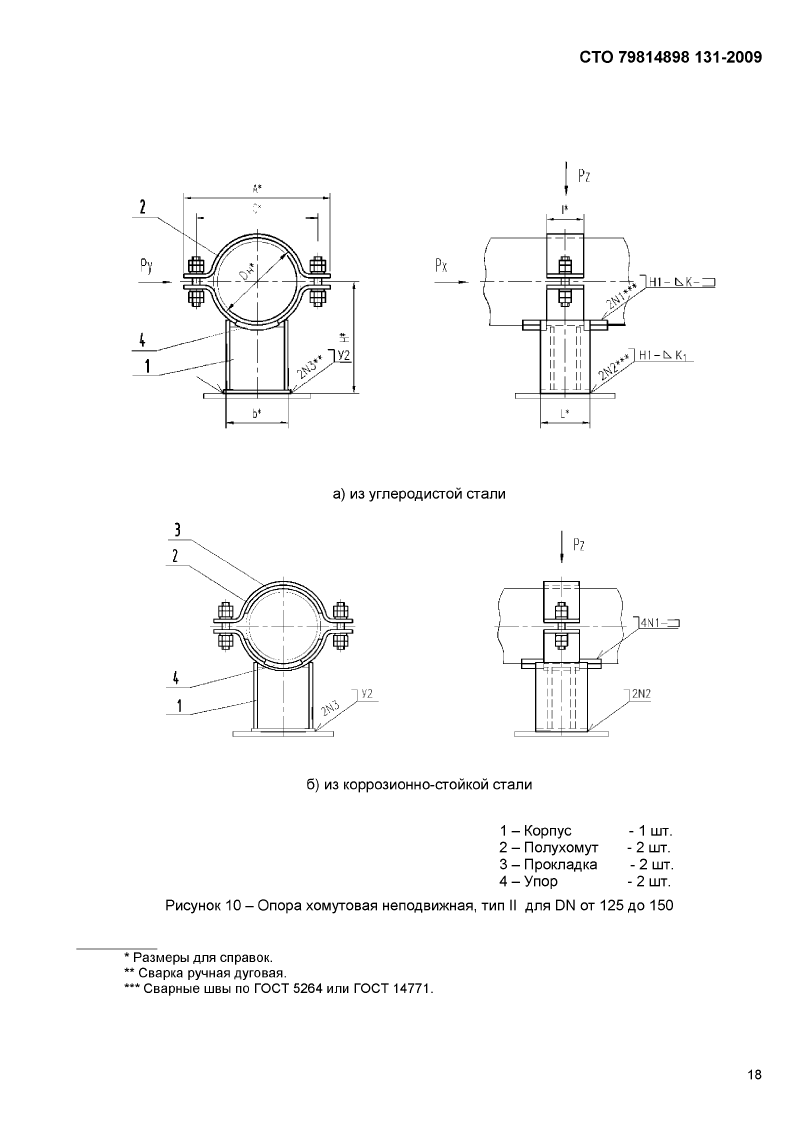 СТО 79814898 131-2009
Pz
A*
C*
l*
2
Dн*
Py
Px
2N1***
H1 – ⊿ K – ⊐
H*
4
1
2N3**
У2
2N2***
H1 – ⊿ K₁
b*
L*
а) из углеродистой стали
3
2
Pz
4N1 – ⊐
4
1
2N3
У2
2N2
б) из коррозионно-стойкой стали
1 – Корпус - 1 шт.
2 – Полухомут - 2 шт.
3 – Прокладка - 2 шт.
4 – Упор - 2 шт.
Рисунок 10 – Опора хомутовая неподвижная, тип II для DN от 125 до 150
* Размеры для справок.
** Сварка ручная дуговая.
*** Сварные швы по ГОСТ 5264 или ГОСТ 14771.
18